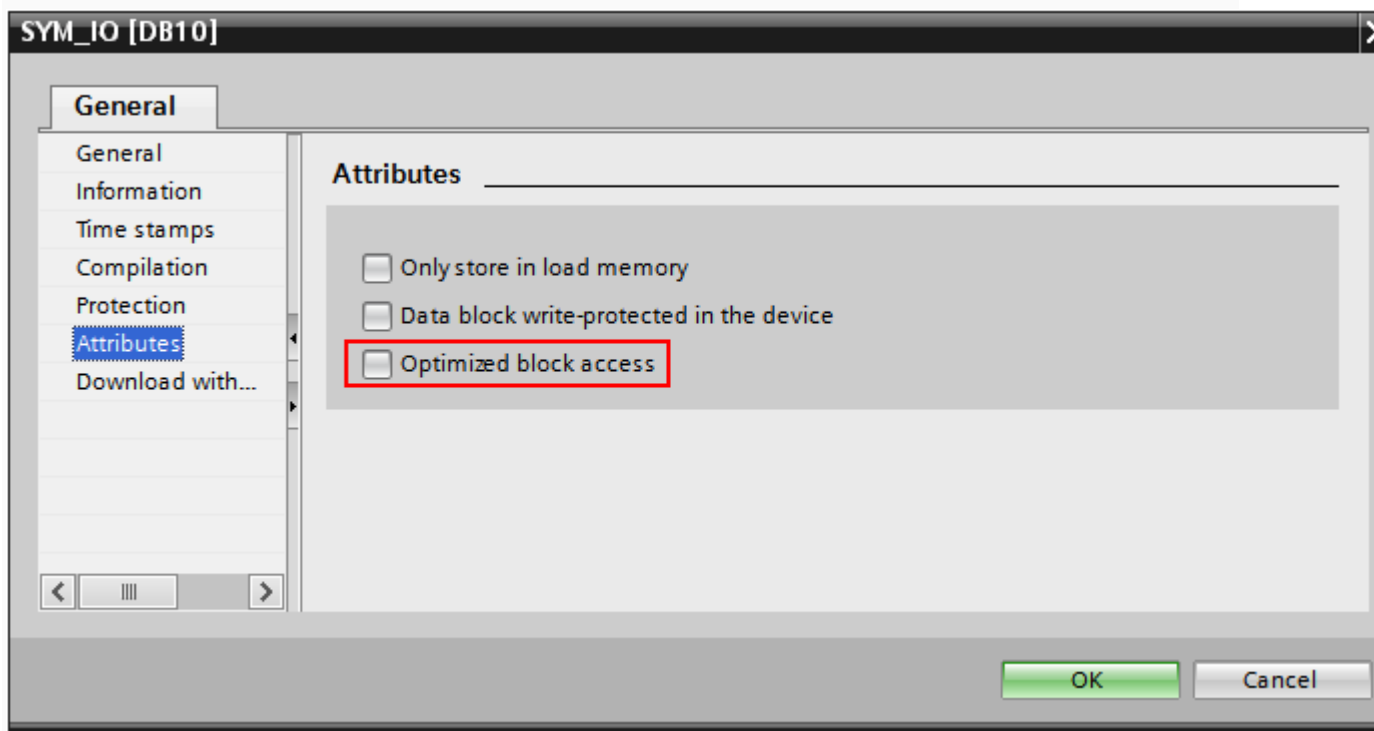 SYM_IO [DB10]
General
General
Information
Time stamps
Compilation
Protection
Attributes
Download with...
Attributes
Only store in load memory
Data block write-protected in the device
Optimized block access
OK
Cancel